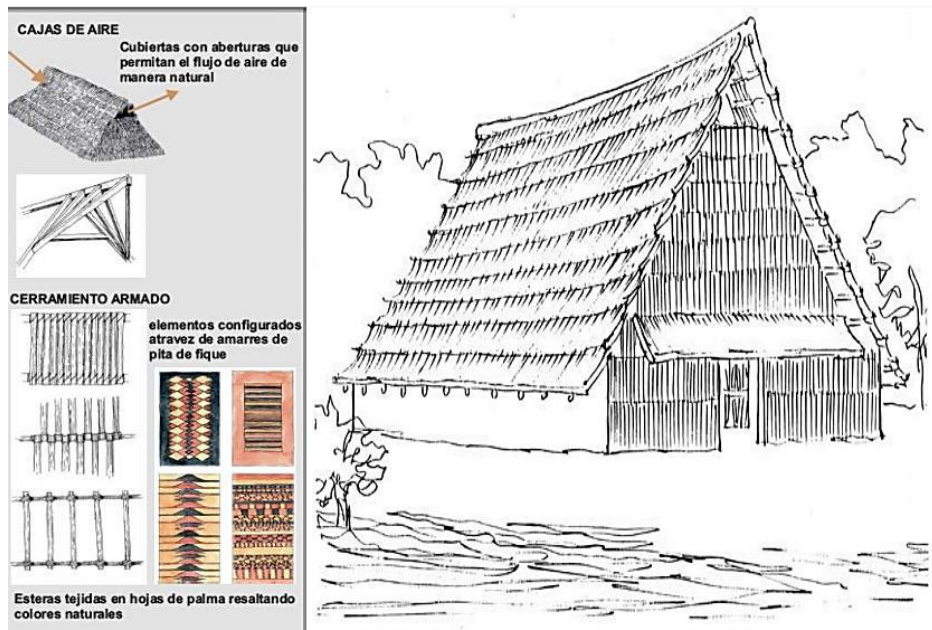 CAJAS DE AIRE
Cubiertas con aberturas que
permitan el flujo de aire de
manera natural
CERRAMIENTO ARMADO
elementos configurados
atravez de amarres de
pita de fique
Esteras tejidas en hojas de palma resaltando
colores naturales